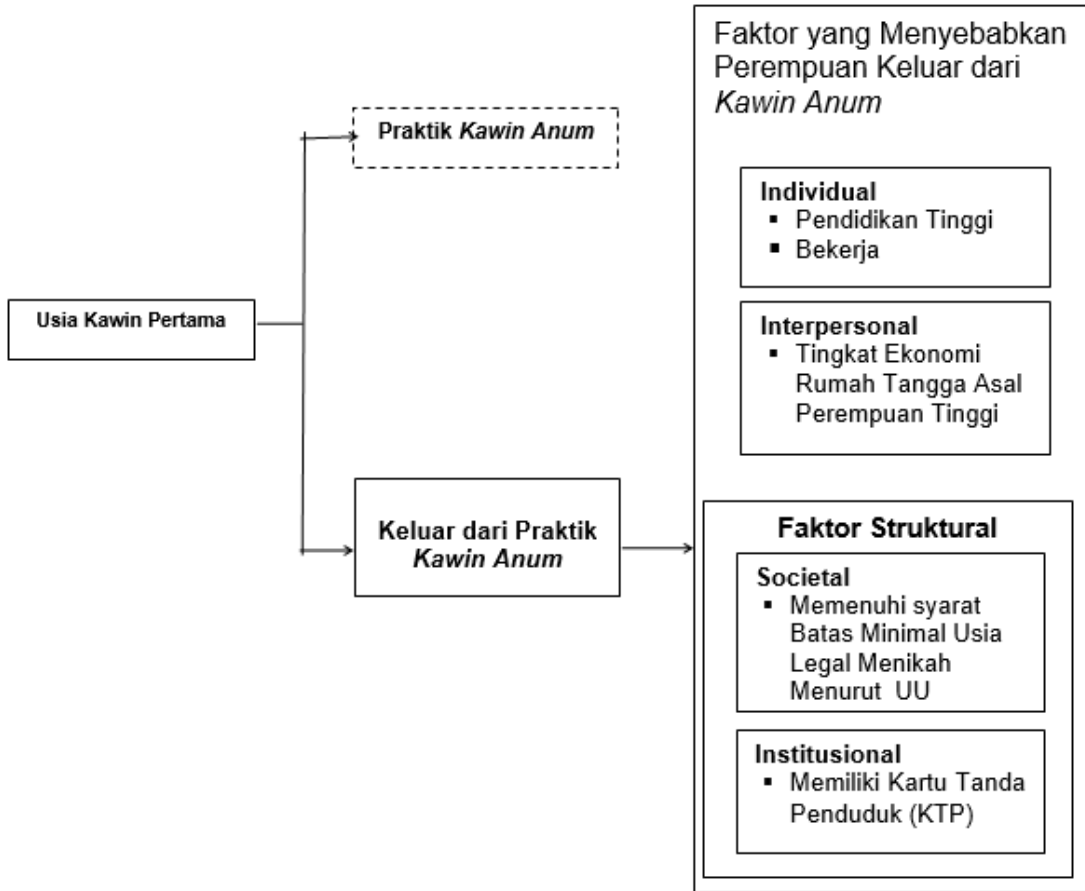 Faktor yang Menyebabkan
Perempuan Keluar dari
Kawin Anum
Praktik Kawin Anum
Individual
▪ Pendidikan Tinggi
▪ Bekerja
Usia Kawin Pertama
Interpersonal
▪ Tingkat Ekonomi
Rumah Tangga Asal
Perempuan Tinggi
Keluar dari Praktik
Kawin Anum
Faktor Struktural
Societal
▪ Memenuhi syarat
Batas Minimal Usia
Legal Menikah
Menurut UU
Institusional
▪ Memiliki Kartu Tanda
Penduduk (KTP)